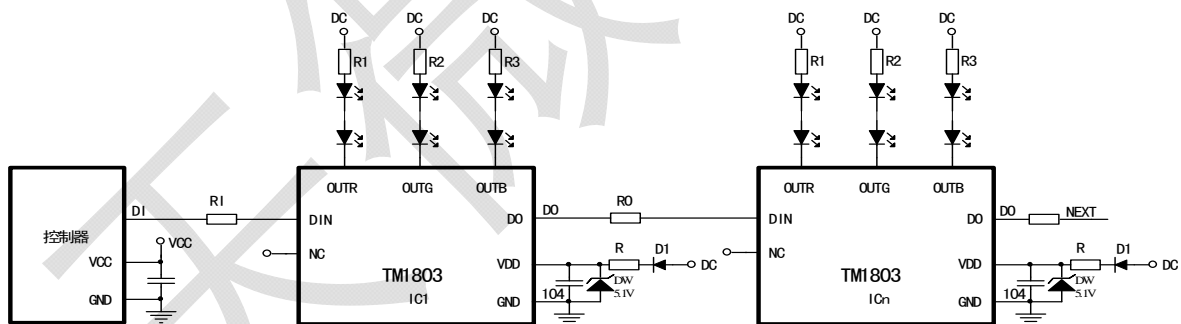 DC DC DC DC DC DC
R1 R2 R3 R1 R2 R3
OUTR OUTG OUTB OUTR OUTG OUTB
DI RI DIN DO DO RO DIN DO DO NEXT
控制器
VCC VCC NC VDD R D1 DC VDD R D1 DC
TM1803 TM1803
GND IC1 GND 104 DW 5.1V ICn GND 104 DW 5.1V
天微